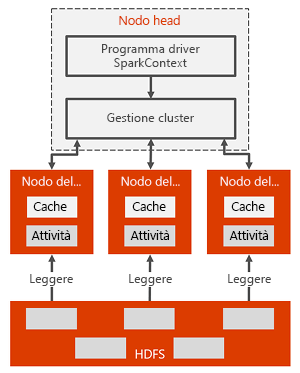 Nodo head
Programma driver
SparkContext
Gestione cluster
Nodo del... Nodo del... Nodo del...
Cache Cache Cache
Attività Attività Attività
Leggere Leggere Leggere
HDFS